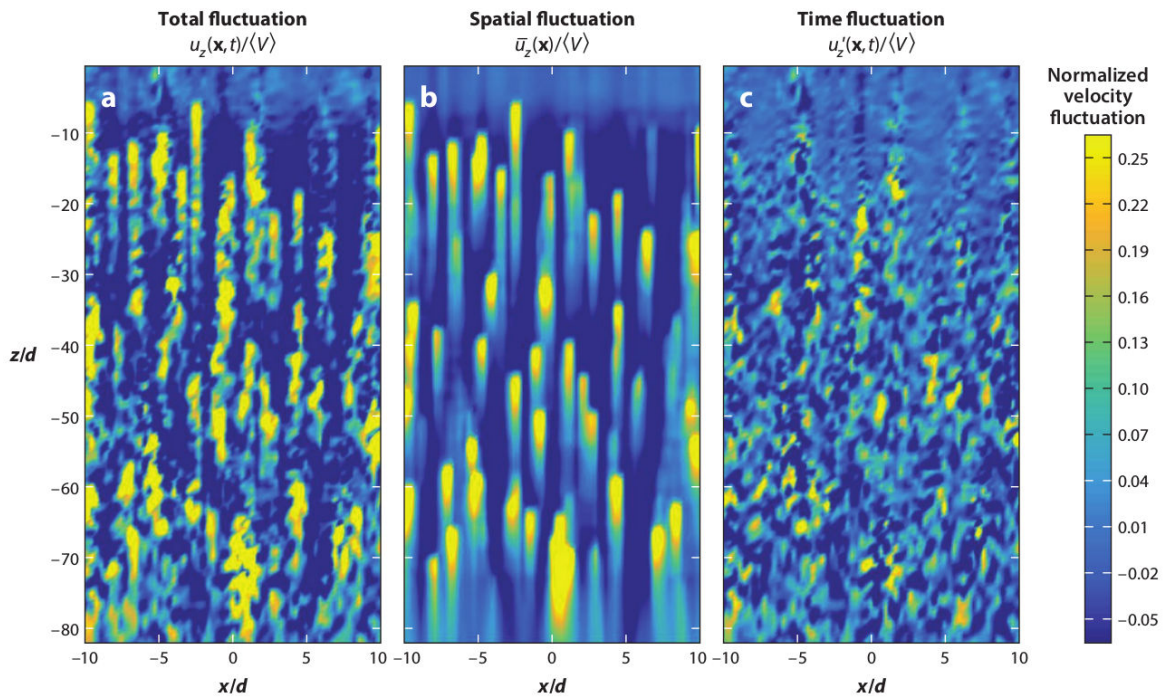 Total fluctuation
u_z(x, t)/⟨V⟩
Spatial fluctuation
ū_z(x)/⟨V⟩
Time fluctuation
u_z′(x, t)/⟨V⟩
a
b
c
Normalized
velocity
fluctuation
z/d
−10
−20
−30
−40
−50
−60
−70
−80
−10
−5
0
5
10
x/d
−10
−5
0
5
10
x/d
−10
−5
0
5
10
x/d
0.25
0.22
0.19
0.16
0.13
0.10
0.07
0.04
0.01
−0.02
−0.05